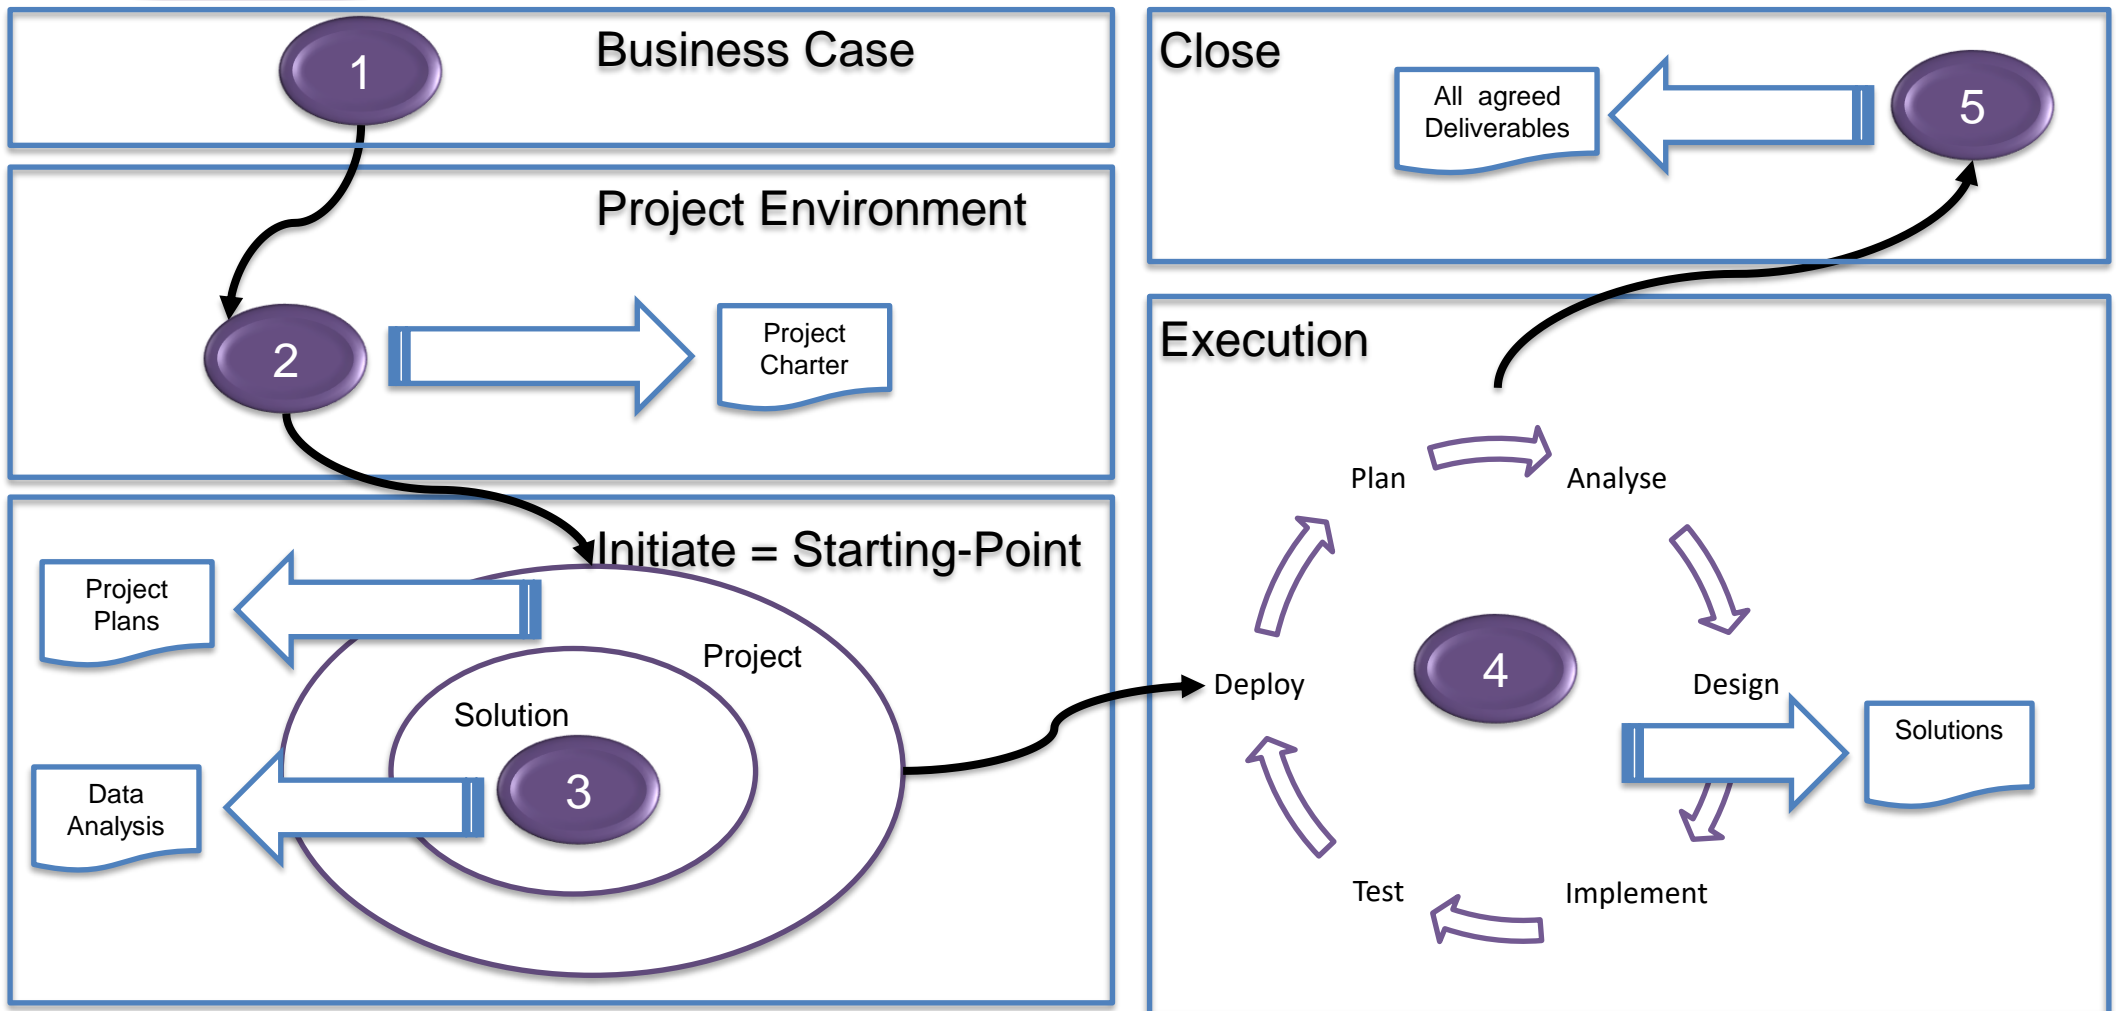 1
Business Case
Project Environment
2
Project
Charter
Initiate = Starting-Point
Project
Plans
Project
Solution
3
Data
Analysis
Close
All agreed
Deliverables
5
Execution
Plan
Analyse
Deploy
4
Design
Solutions
Test
Implement